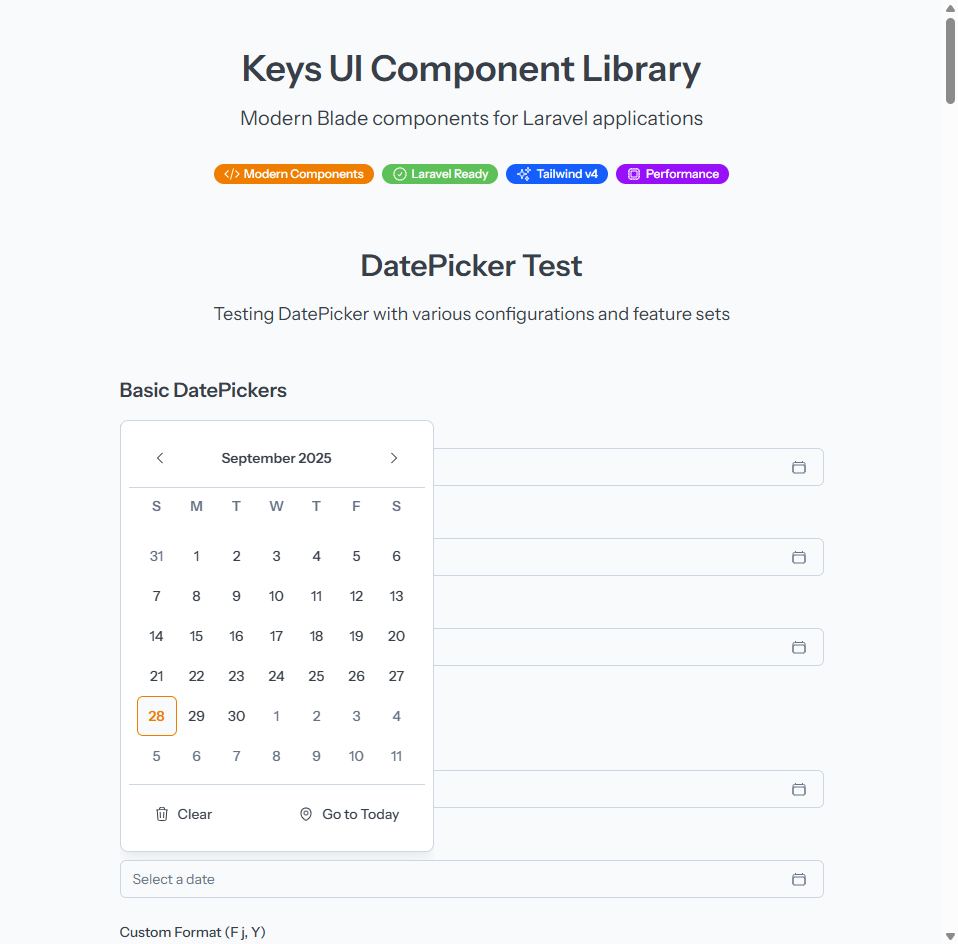 Keys UI Component Library
Modern Blade components for Laravel applications
</> Modern Components Laravel Ready Tailwind v4 Performance
DatePicker Test
Testing DatePicker with various configurations and feature sets
Basic DatePickers
September 2025
S M T W T F S
31 1 2 3 4 5 6
7 8 9 10 11 12 13
14 15 16 17 18 19 20
21 22 23 24 25 26 27
28 29 30 1 2 3 4
5 6 7 8 9 10 11
Clear Go to Today
Select a date
Custom Format (F j, Y)